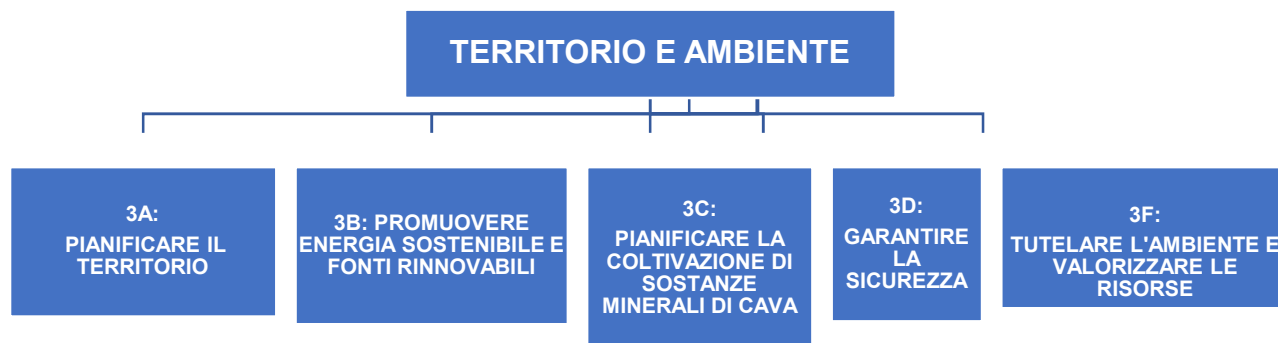 TERRITORIO E AMBIENTE
3A:
PIANIFICARE IL
TERRITORIO
3B: PROMUOVERE
ENERGIA SOSTENIBILE E
FONTI RINNOVABILI
3C:
PIANIFICARE LA
COLTIVAZIONE DI
SOSTANZE
MINERALI DI CAVA
3D:
GARANTIRE
LA
SICUREZZA
3F:
TUTELARE L'AMBIENTE E
VALORIZZARE LE
RISORSE